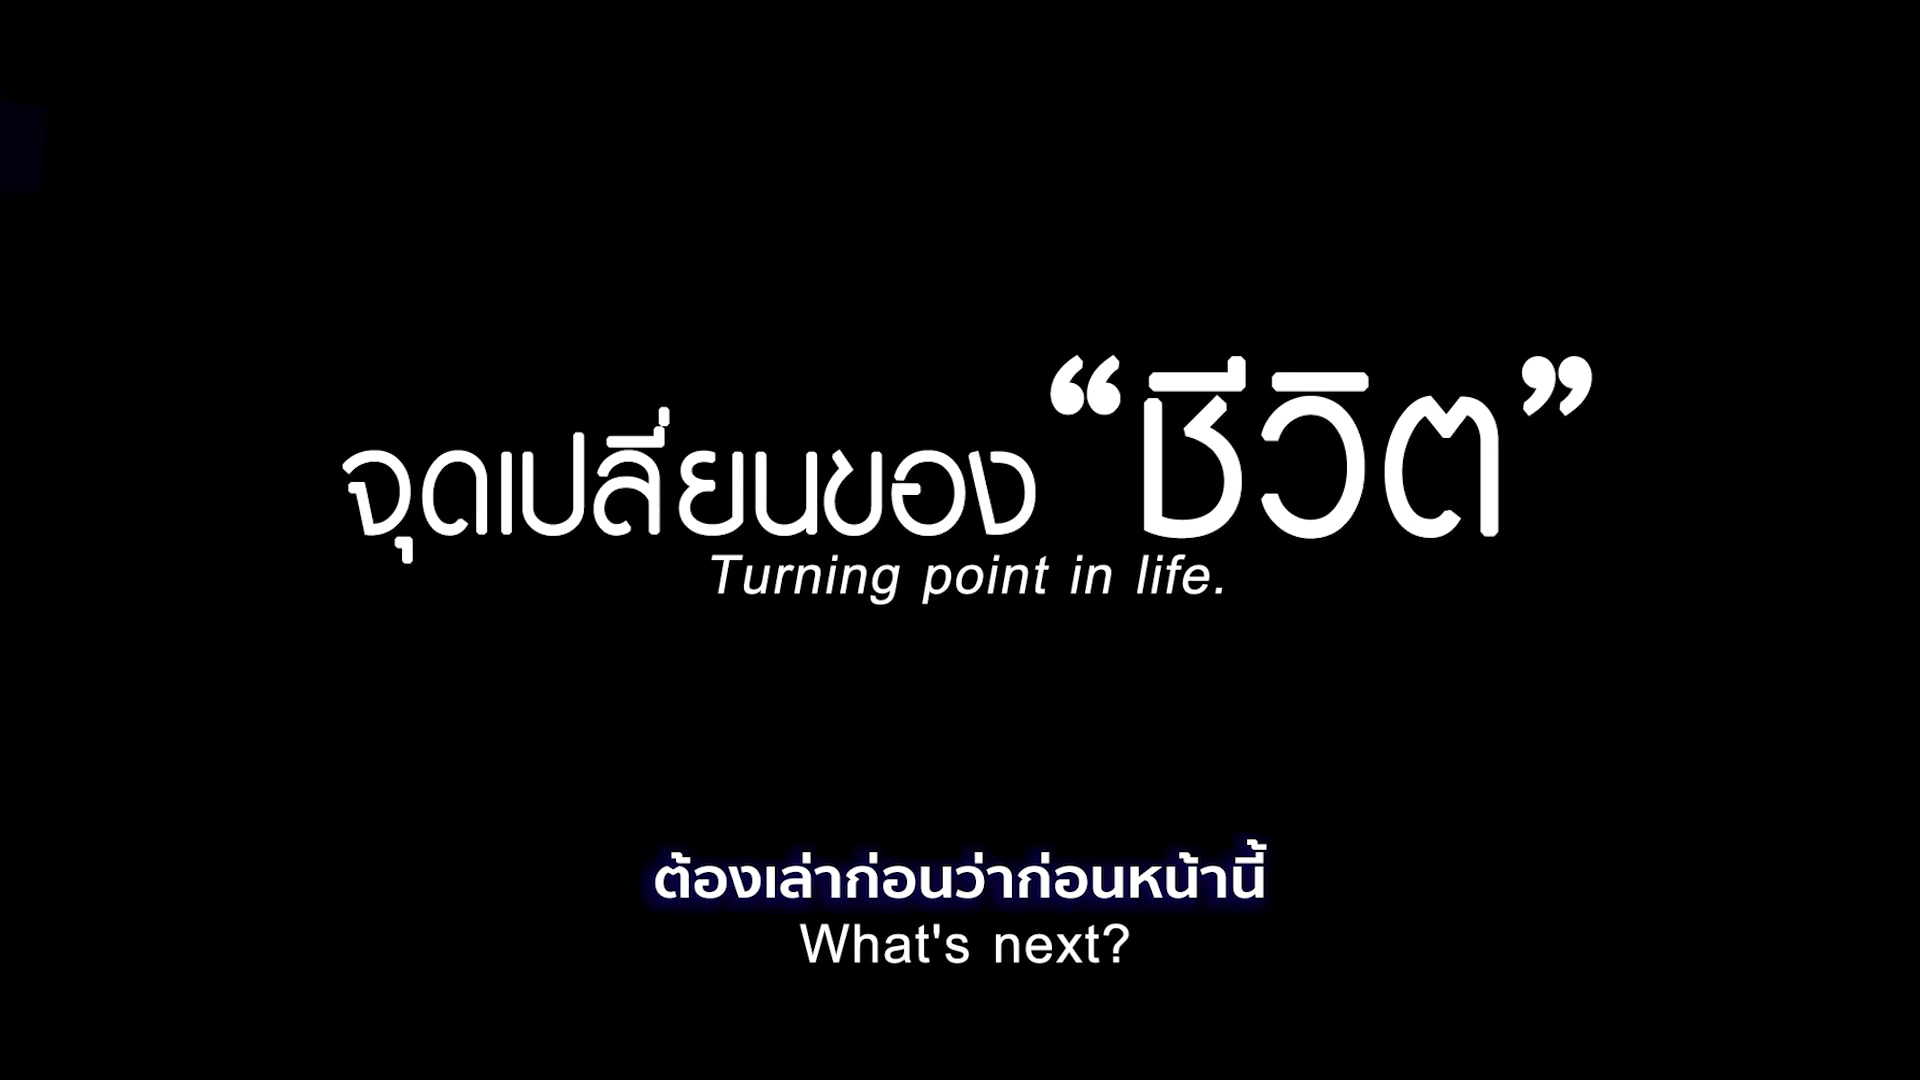 จุดเปลี่ยนของ “ชีวิต”
Turning point in life.
ต้องเล่าก่อนว่าก่อนหน้านี้
What's next?